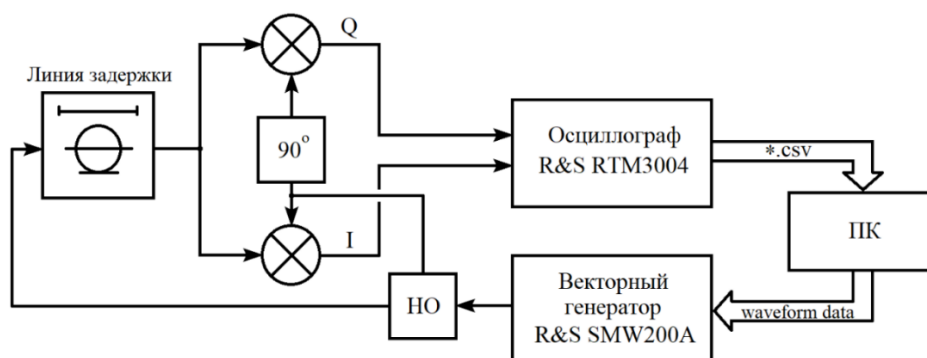 Q
Линия задержки
90°
Осциллограф
R&S RTM3004
*.csv
ПК
I
НО
Векторный
генератор
R&S SMW200A
waveform data